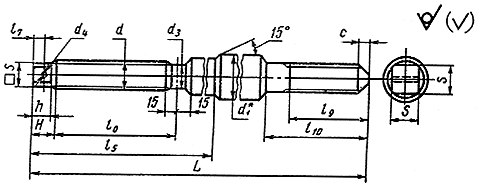 (√)
l₇ d₄ d d₃ 15° c
□S S
h 15 15 d₁* l₉ S
H l₀ l₁₀
l₅
L